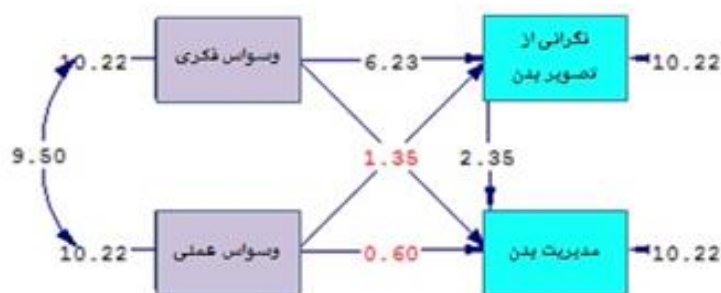 10.22
وسواس فکری
6.23
نگرانی از
تصویر بدن
10.22
9.50
1.35
2.35
10.22
وسواس عملی
0.60
مدیریت بدن
10.22